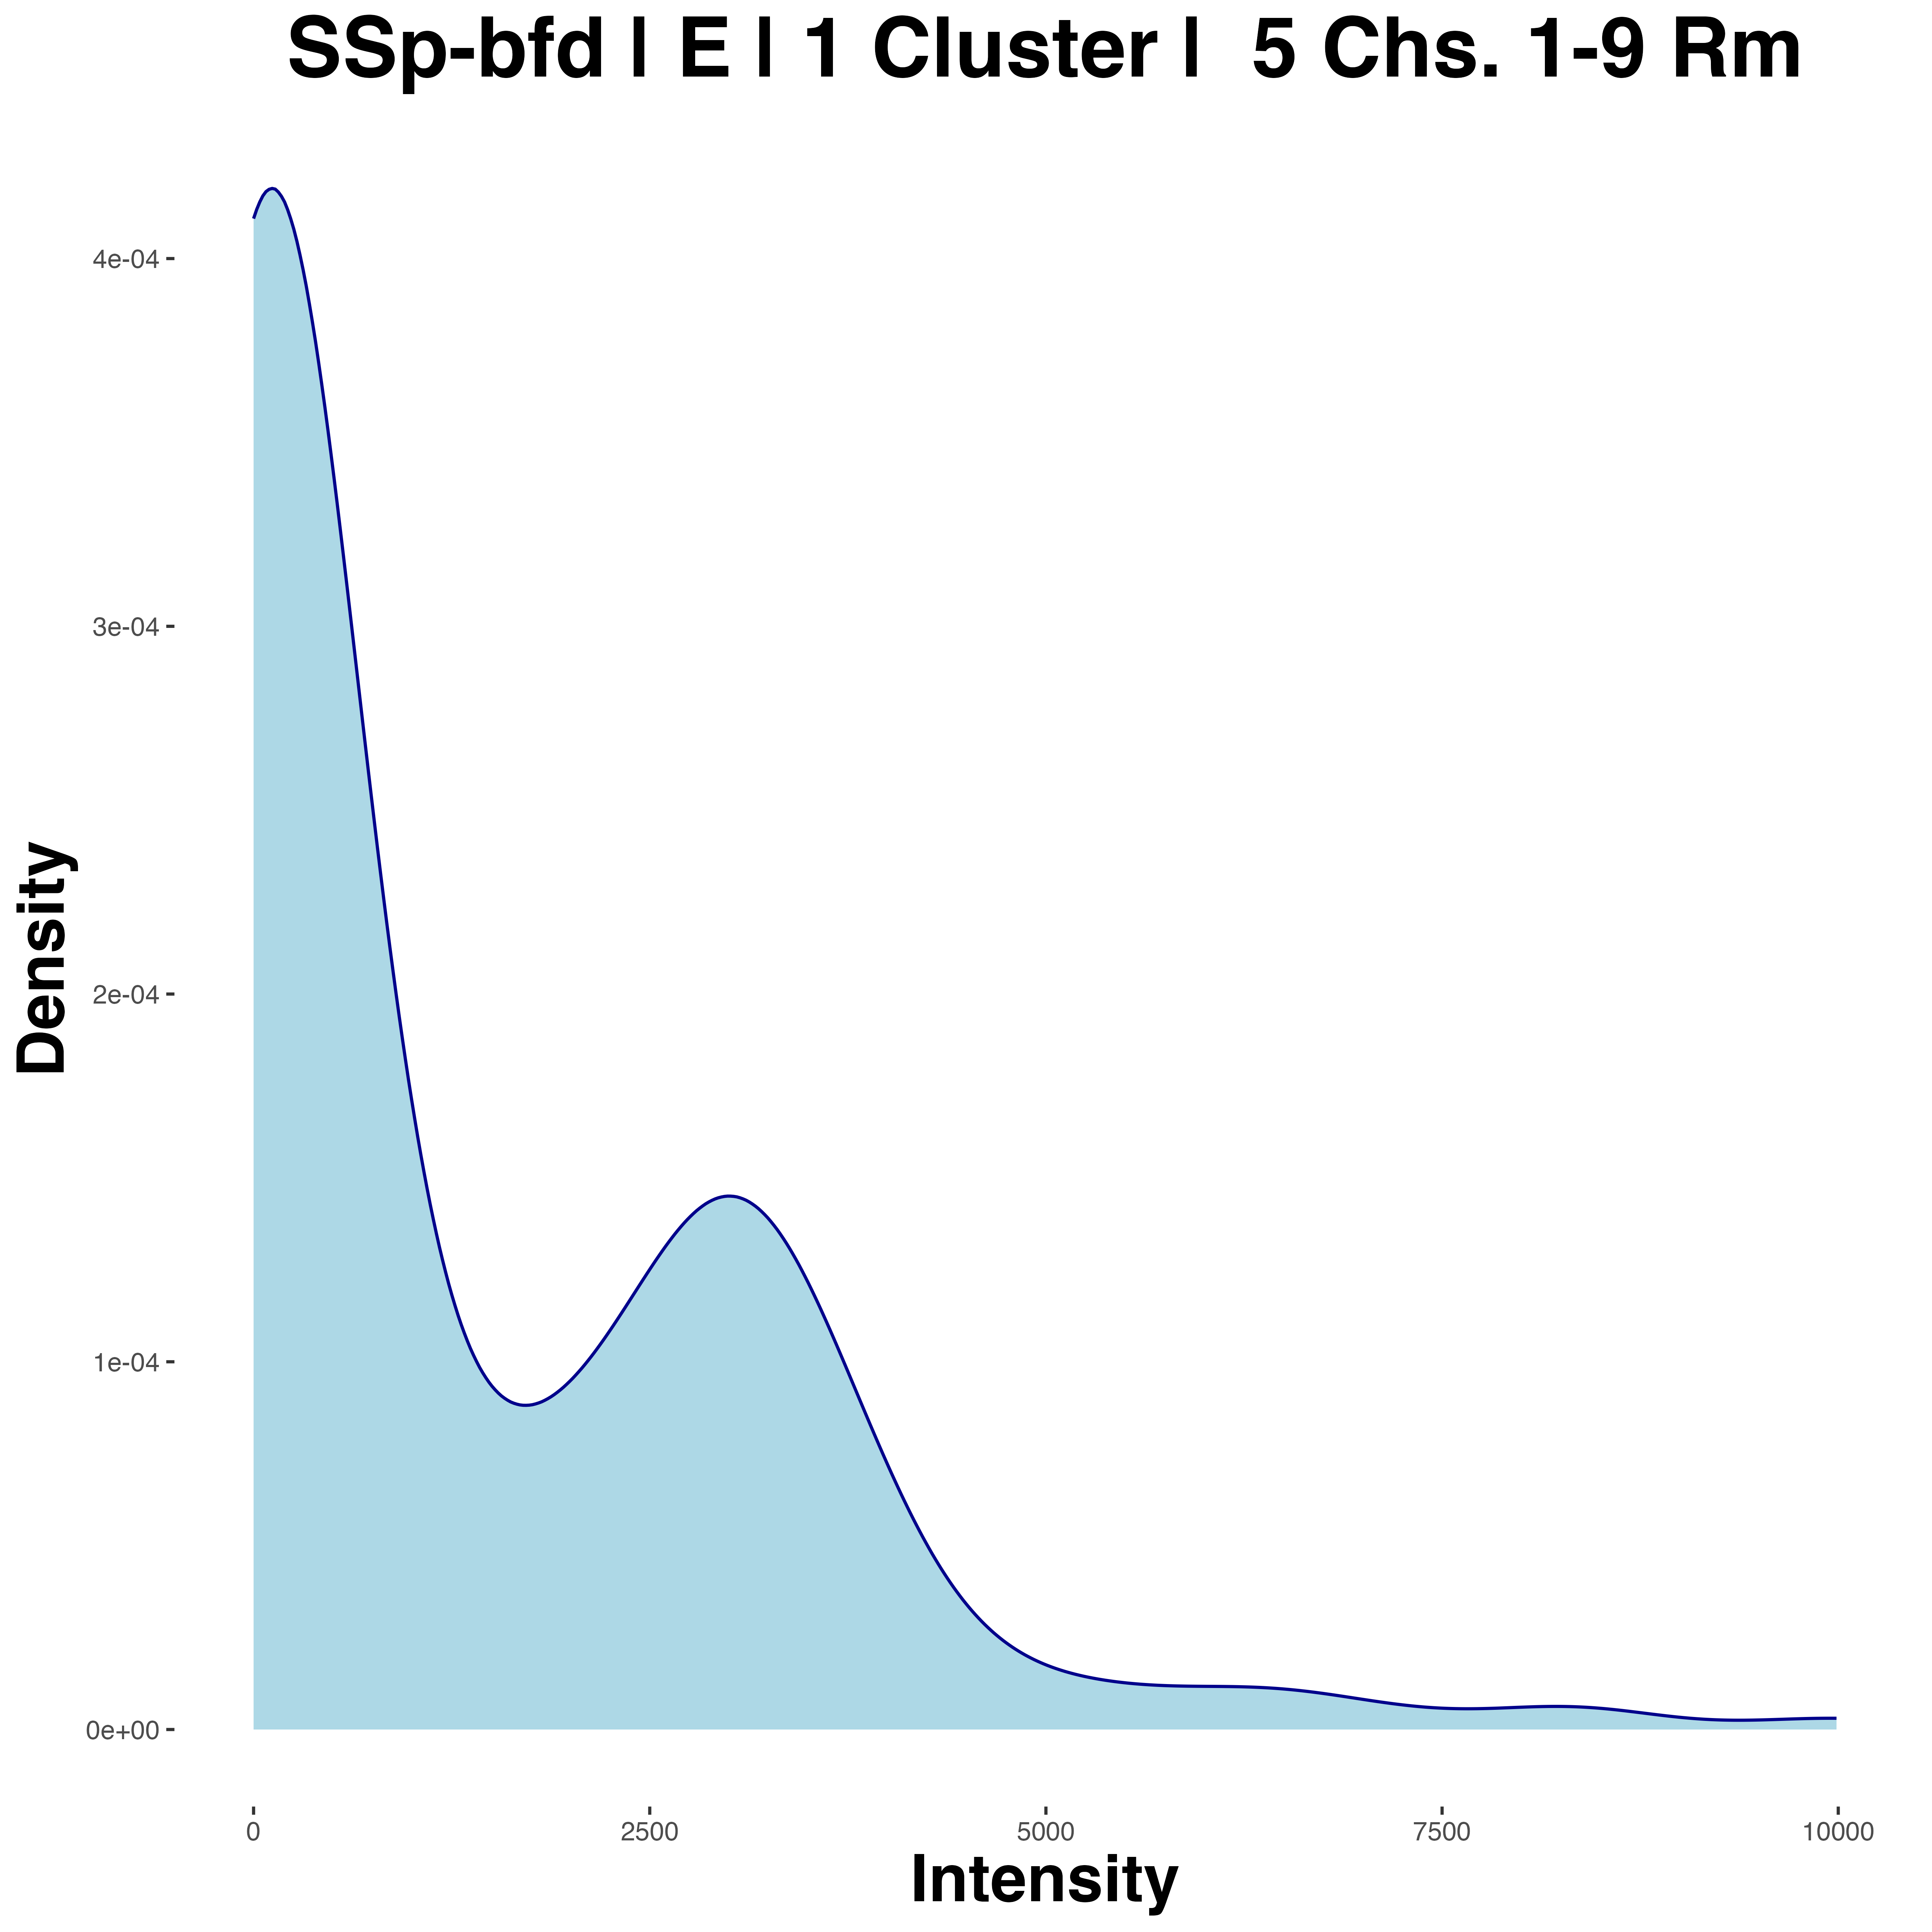 SSp-bfd | E | 1 Cluster | 5 Chs. 1-9 Rm
4e-04
3e-04
2e-04
1e-04
0e+00
Density
0 2500 5000 7500 10000
Intensity